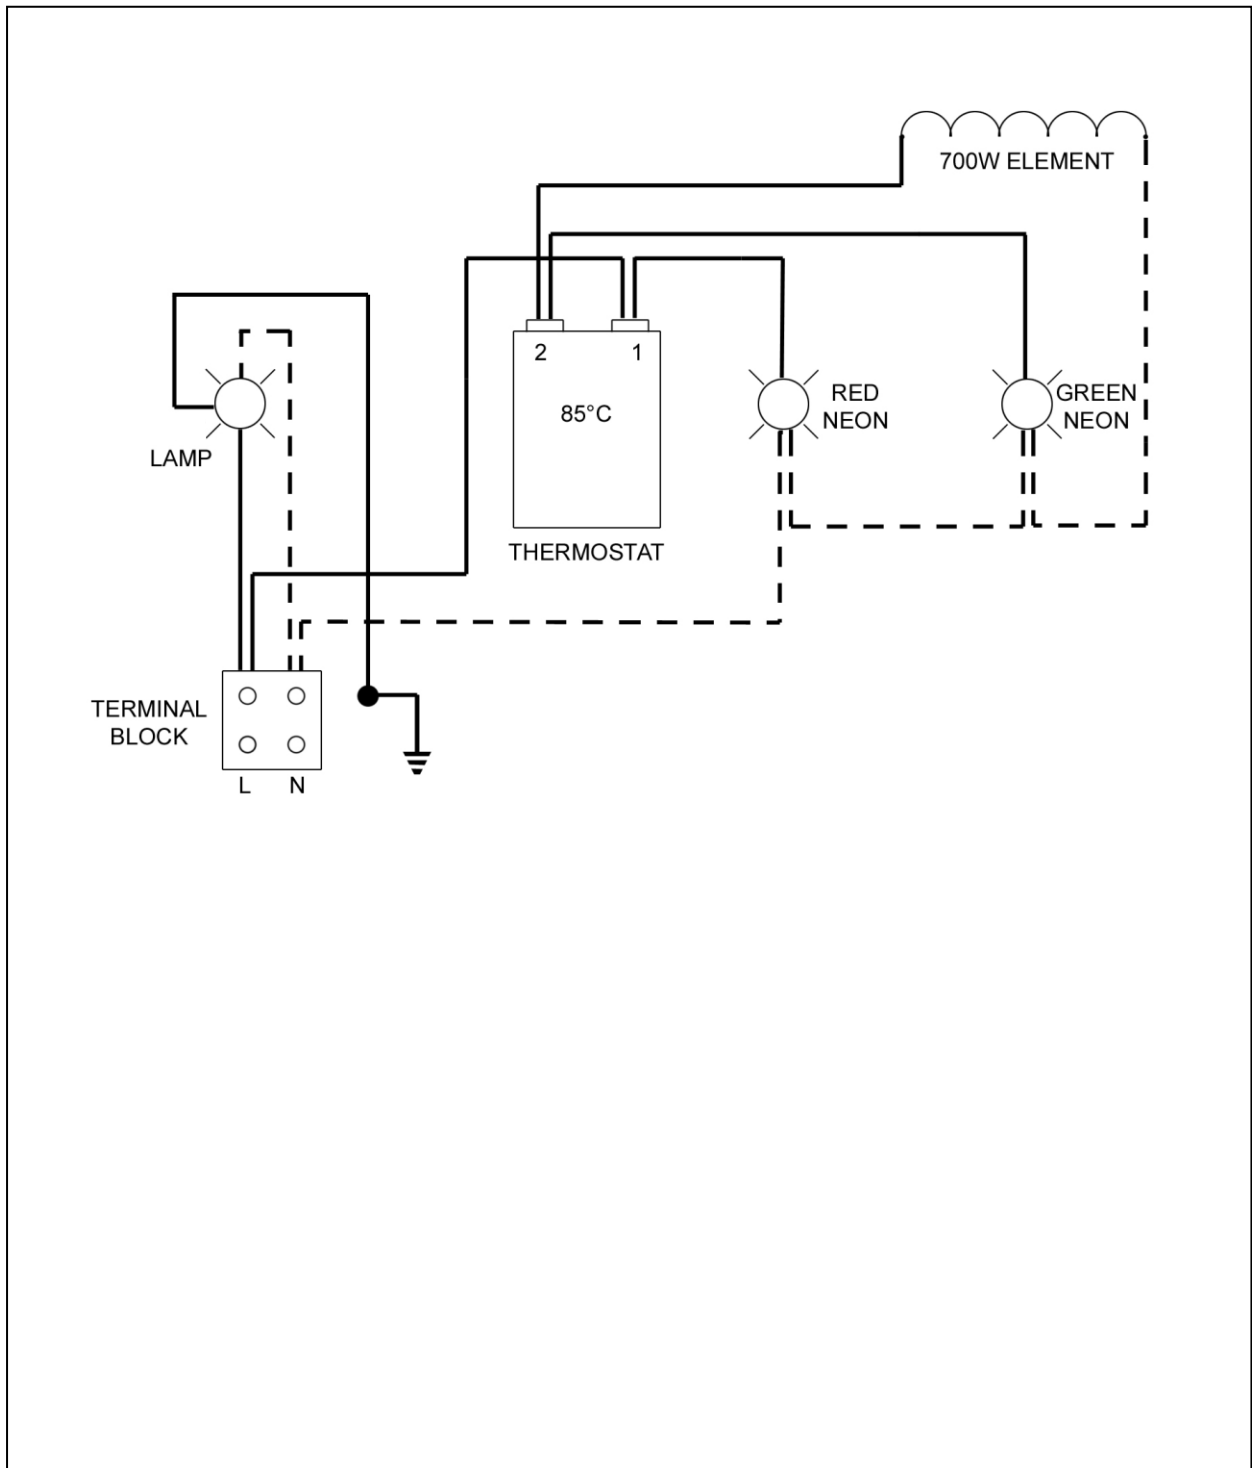 700W ELEMENT
2
1
85°C
RED
NEON
GREEN
NEON
LAMP
THERMOSTAT
TERMINAL
BLOCK
L
N